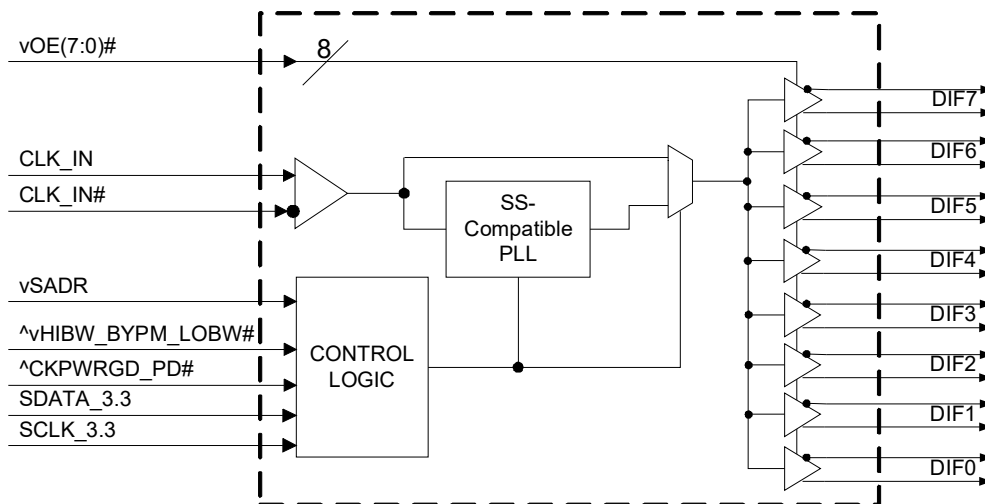 vOE(7:0)#
8
DIF7
CLK_IN
DIF6
CLK_IN#
SS-
Compatible
PLL
DIF5
DIF4
vSADR
DIF3
^vHIBW_BYPM_LOBW#
CONTROL
LOGIC
^CKPWRGD_PD#
DIF2
SDATA_3.3
DIF1
SCLK_3.3
DIF0